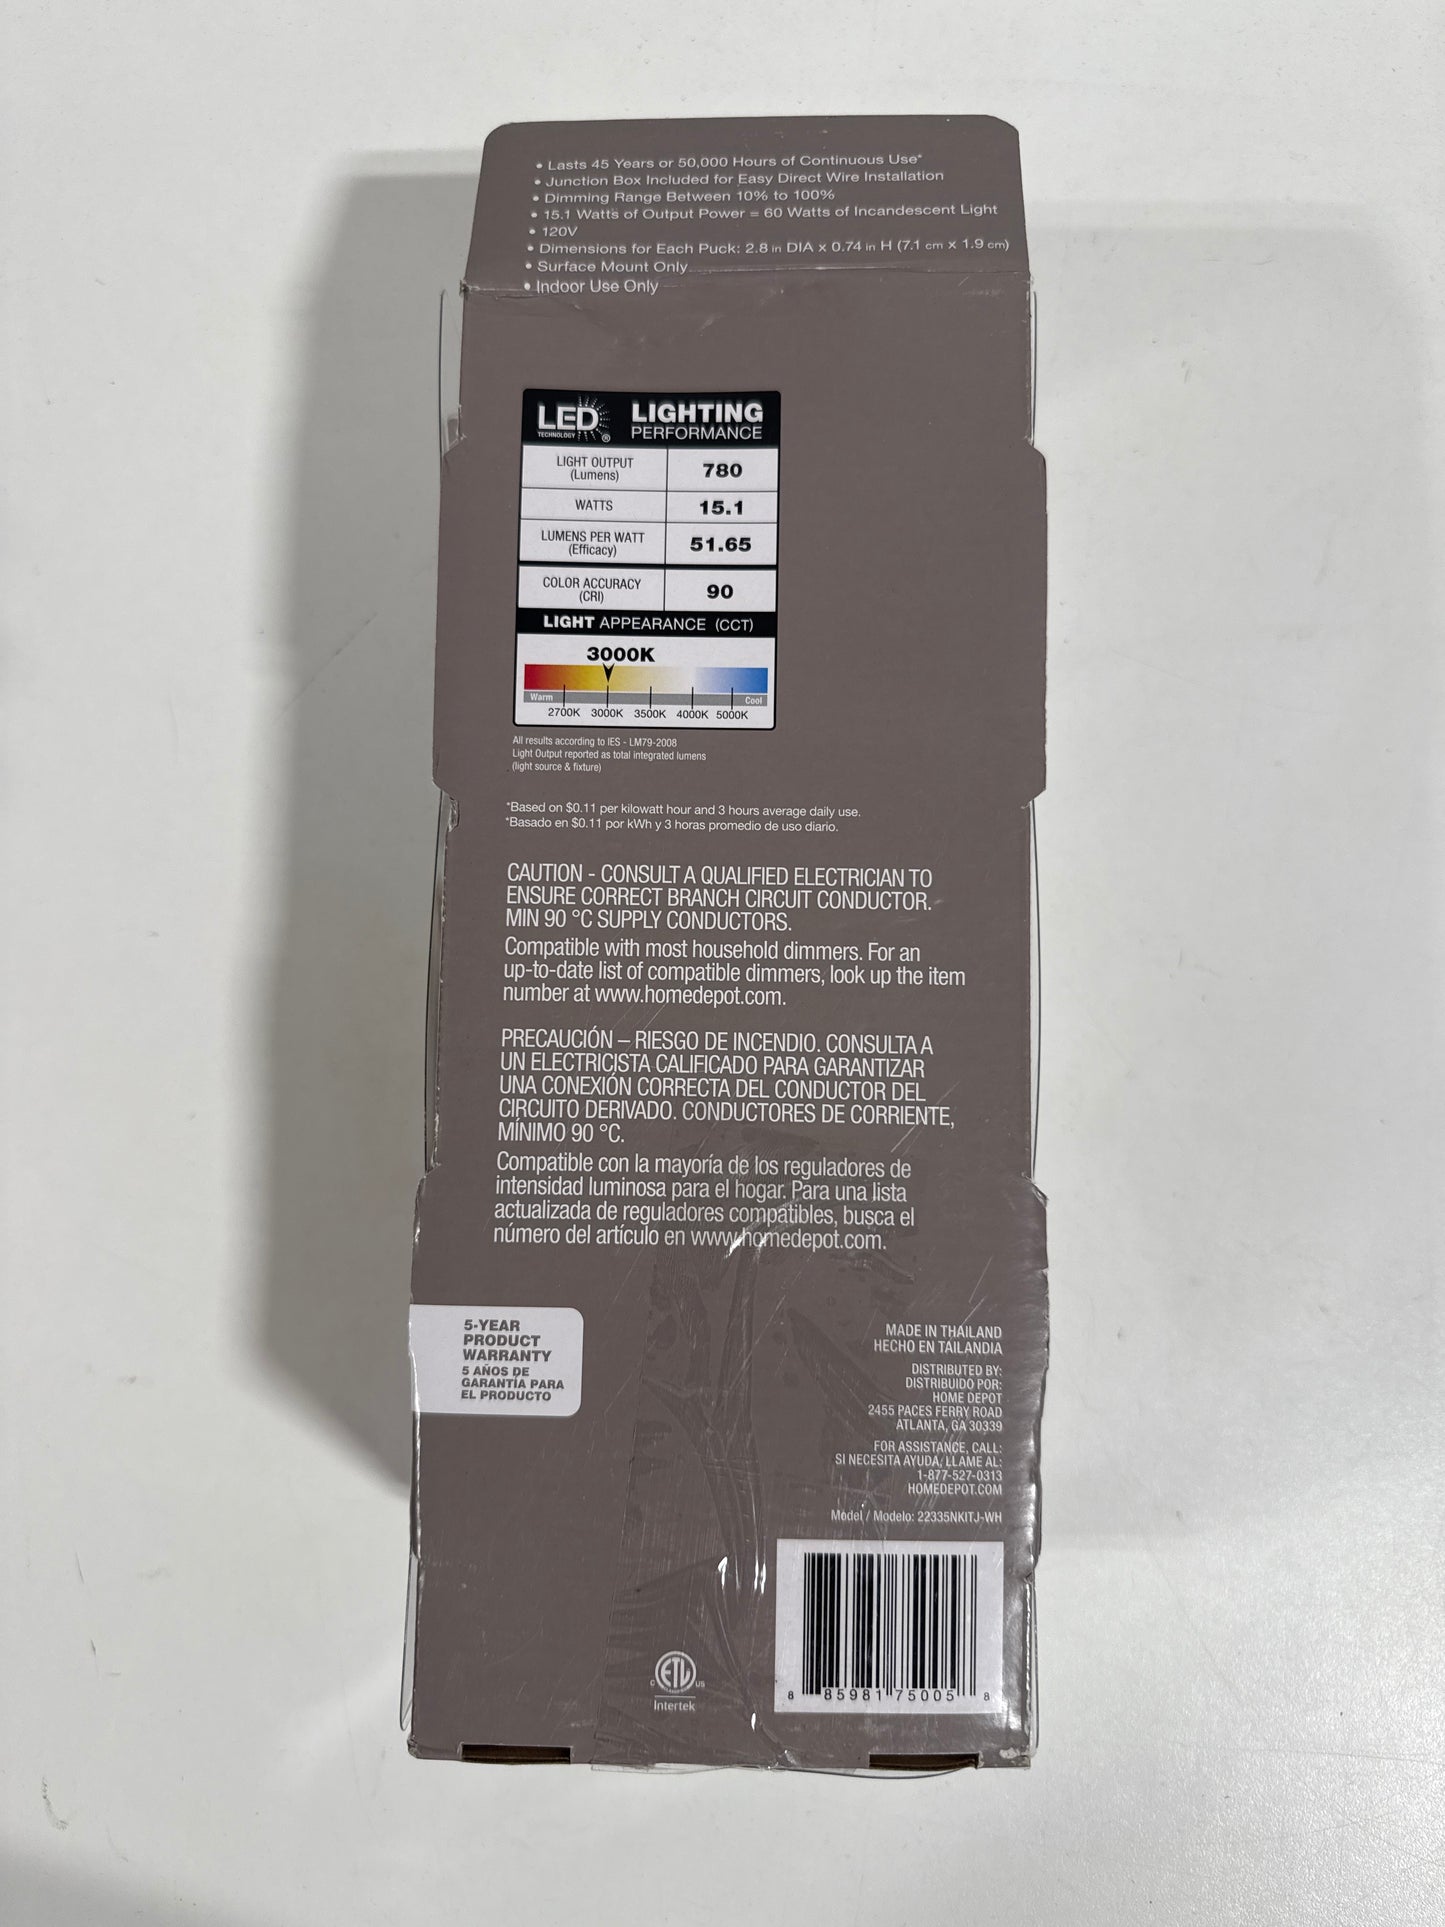 • Lasts 45 Years or 50,000 Hours of Continuous Use*
• Junction Box Included for Easy Direct Wire Installation
• Dimming Range Between 10% to 100%
• 15.1 Watts of Output Power = 60 Watts of Incandescent Light
• 120V
• Dimensions for Each Puck: 2.8 in DIA x 0.74 in H (7.1 cm x 1.9 cm)
• Surface Mount Only
• Indoor Use Only
LED LIGHTING
TECHNOLOGY ® PERFORMANCE
LIGHT OUTPUT
(Lumens) 780
WATTS 15.1
LUMENS PER WATT
(Efficacy) 51.65
COLOR ACCURACY
(CRI) 90
LIGHT APPEARANCE (CCT)
3000K
Warm Cool
2700K 3000K 3500K 4000K 5000K
All results according to IES - LM79-2008
Light Output reported as total integrated lumens
(light source & fixture)
*Based on $0.11 per kilowatt hour and 3 hours average daily use.
*Basado en $0.11 por kWh y 3 horas promedio de uso diario.
CAUTION - CONSULT A QUALIFIED ELECTRICIAN TO
ENSURE CORRECT BRANCH CIRCUIT CONDUCTOR.
MIN 90 °C SUPPLY CONDUCTORS.
Compatible with most household dimmers. For an
up-to-date list of compatible dimmers, look up the item
number at www.homedepot.com.
PRECAUCIÓN – RIESGO DE INCENDIO. CONSULTA A
UN ELECTRICISTA CALIFICADO PARA GARANTIZAR
UNA CONEXIÓN CORRECTA DEL CONDUCTOR DEL
CIRCUITO DERIVADO. CONDUCTORES DE CORRIENTE,
MÍNIMO 90 °C.
Compatible con la mayoría de los reguladores de
intensidad luminosa para el hogar. Para una lista
actualizada de reguladores compatibles, busca el
número del artículo en www.homedepot.com.
5-YEAR
PRODUCT
WARRANTY
5 AÑOS DE
GARANTÍA PARA
EL PRODUCTO
MADE IN THAILAND
HECHO EN TAILANDIA
DISTRIBUTED BY:
DISTRIBUIDO POR:
HOME DEPOT
2455 PACES FERRY ROAD
ATLANTA, GA 30339
FOR ASSISTANCE, CALL:
SI NECESITA AYUDA, LLAME AL:
1-877-527-0313
HOMEDEPOT.COM
Model / Modelo: 22335NKITJ-WH
C ETL US
Intertek
8 85981 75005 8